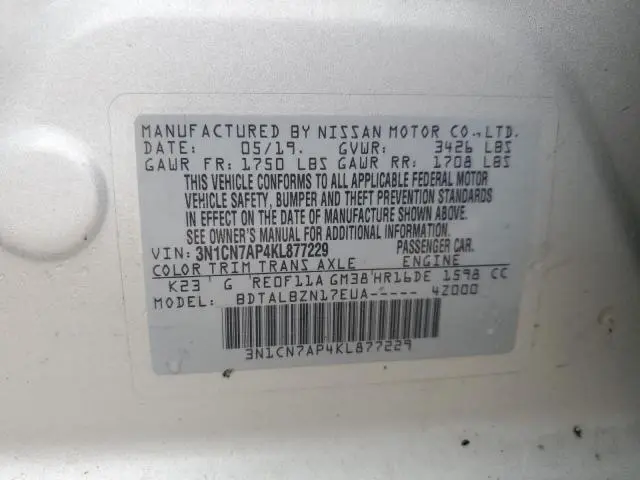 MANUFACTURED BY NISSAN MOTOR CO.,LTD.
DATE: 05/19. GVWR: 3426 LBS
GAWR FR: 1750 LBS GAWR RR: 1708 LBS
THIS VEHICLE CONFORMS TO ALL APPLICABLE FEDERAL MOTOR
VEHICLE SAFETY, BUMPER AND THEFT PREVENTION STANDARDS
IN EFFECT ON THE DATE OF MANUFACTURE SHOWN ABOVE.
SEE OWNER'S MANUAL FOR ADDITIONAL INFORMATION.
VIN: 3N1CN7AP4KL877229 PASSENGER CAR.
COLOR TRIM TRANS AXLE ENGINE
K23 G RE0F11A GM38 HR16DE 1598 CC
MODEL: BDTALBZN17EUA----- 4Z000
3N1CN7AP4KL877229